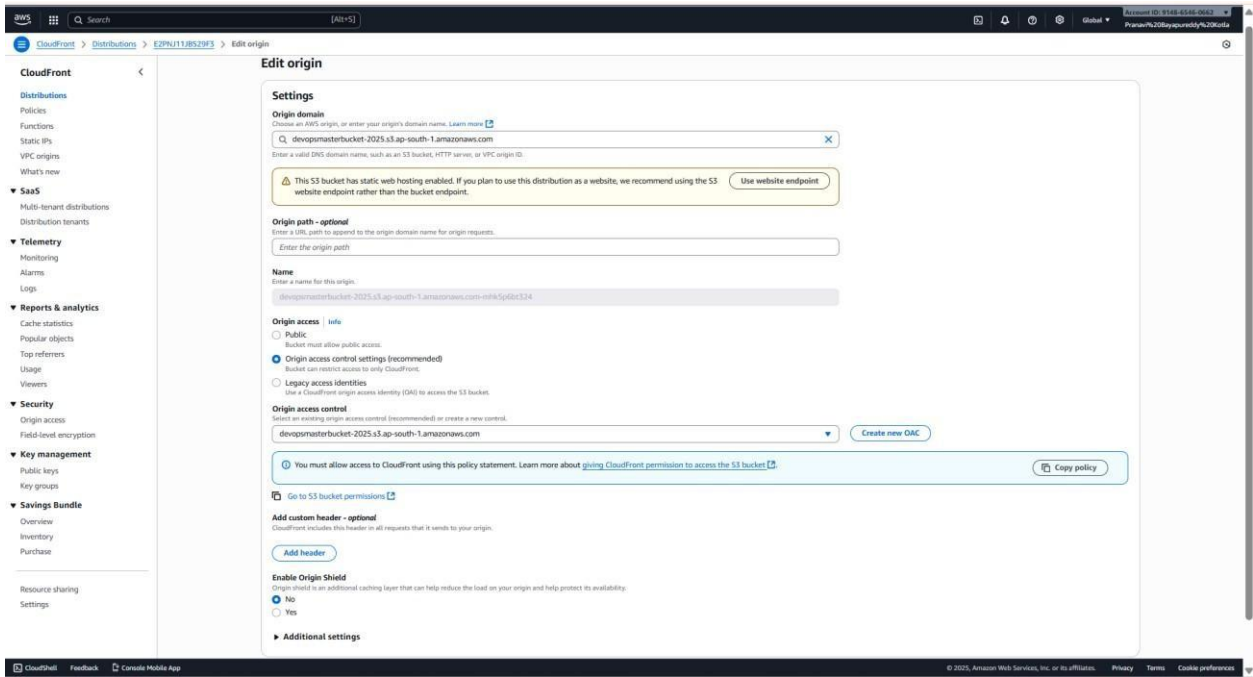 aws
Search [Alt+S]
Global
Account ID: 9148-6546-0662
Pranavi%20Bayapureddy%20Kotla
CloudFront > Distributions > E2PNJ11JBS29F3 > Edit origin
CloudFront
Distributions
Policies
Functions
Static IPs
VPC origins
What's new
SaaS
Multi-tenant distributions
Distribution tenants
Telemetry
Monitoring
Alarms
Logs
Reports & analytics
Cache statistics
Popular objects
Top referrers
Usage
Viewers
Security
Origin access
Field-level encryption
Key management
Public keys
Key groups
Savings Bundle
Overview
Inventory
Purchase
Resource sharing
Settings
Edit origin
Settings
Origin domain
Choose an AWS origin, or enter your origin's domain name. Learn more
devopsmasterbucket-2025.s3.ap-south-1.amazonaws.com
Enter a valid DNS domain name, such as an S3 bucket, HTTP server, or VPC origin ID.
This S3 bucket has static web hosting enabled. If you plan to use this distribution as a website, we recommend using the S3
website endpoint rather than the bucket endpoint.
Use website endpoint
Origin path - optional
Enter a URL path to append to the origin domain name for origin requests.
Enter the origin path
Name
Enter a name for this origin.
devopsmasterbucket-2025.s3.ap-south-1.amazonaws.com-mhk5p6bt324
Origin access Info
Public
Bucket must allow public access.
Origin access control settings (recommended)
Bucket can restrict access to only CloudFront.
Legacy access identities
Use a CloudFront origin access identity (OAI) to access the S3 bucket.
Origin access control
Select an existing origin access control (recommended) or create a new control.
devopsmasterbucket-2025.s3.ap-south-1.amazonaws.com
Create new OAC
You must allow access to CloudFront using this policy statement. Learn more about giving CloudFront permission to access the S3 bucket.
Copy policy
Go to S3 bucket permissions
Add custom header - optional
CloudFront includes this header in all requests that it sends to your origin.
Add header
Enable Origin Shield
Origin shield is an additional caching layer that can help reduce the load on your origin and help protect its availability.
No
Yes
Additional settings
CloudShell Feedback Console Mobile App
© 2025, Amazon Web Services, Inc. or its affiliates. Privacy Terms Cookie preferences